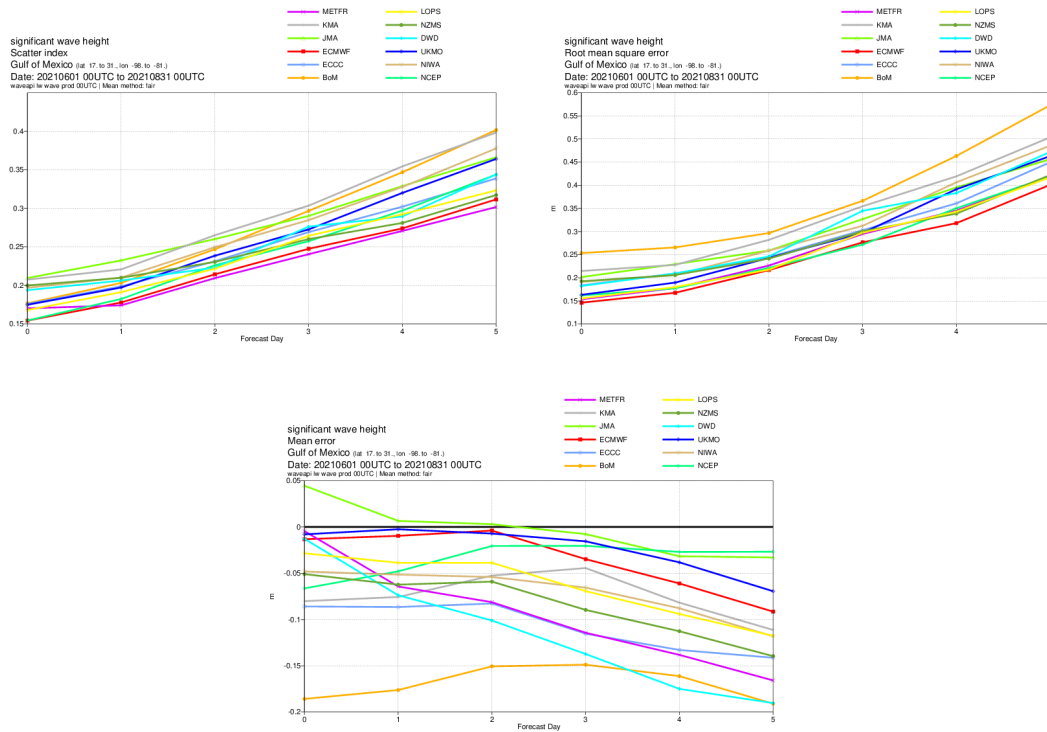 METFR LOPS
KMA NZMS
JMA DWD
ECMWF UKMO
ECCC NIWA
BoM NCEP
significant wave height
Scatter index
Gulf of Mexico (lat 17. to 31., lon -98. to -81.)
Date: 20210601 00UTC to 20210831 00UTC
waveapi lw wave prod 00UTC | Mean method: fair
0.4
0.35
0.3
0.25
0.2
0.15
0 1 2 3 4 5
Forecast Day
METFR LOPS
KMA NZMS
JMA DWD
ECMWF UKMO
ECCC NIWA
BoM NCEP
significant wave height
Root mean square error
Gulf of Mexico (lat 17. to 31., lon -98. to -81.)
Date: 20210601 00UTC to 20210831 00UTC
waveapi lw wave prod 00UTC | Mean method: fair
0.6
0.55
0.5
0.45
0.4
0.35
m
0.3
0.25
0.2
0.15
0.1
0 1 2 3 4
Forecast Day
METFR LOPS
KMA NZMS
JMA DWD
ECMWF UKMO
ECCC NIWA
BoM NCEP
significant wave height
Mean error
Gulf of Mexico (lat 17. to 31., lon -98. to -81.)
Date: 20210601 00UTC to 20210831 00UTC
waveapi lw wave prod 00UTC | Mean method: fair
0.05
0
-0.05
m
-0.1
-0.15
-0.2
0 1 2 3 4 5
Forecast Day